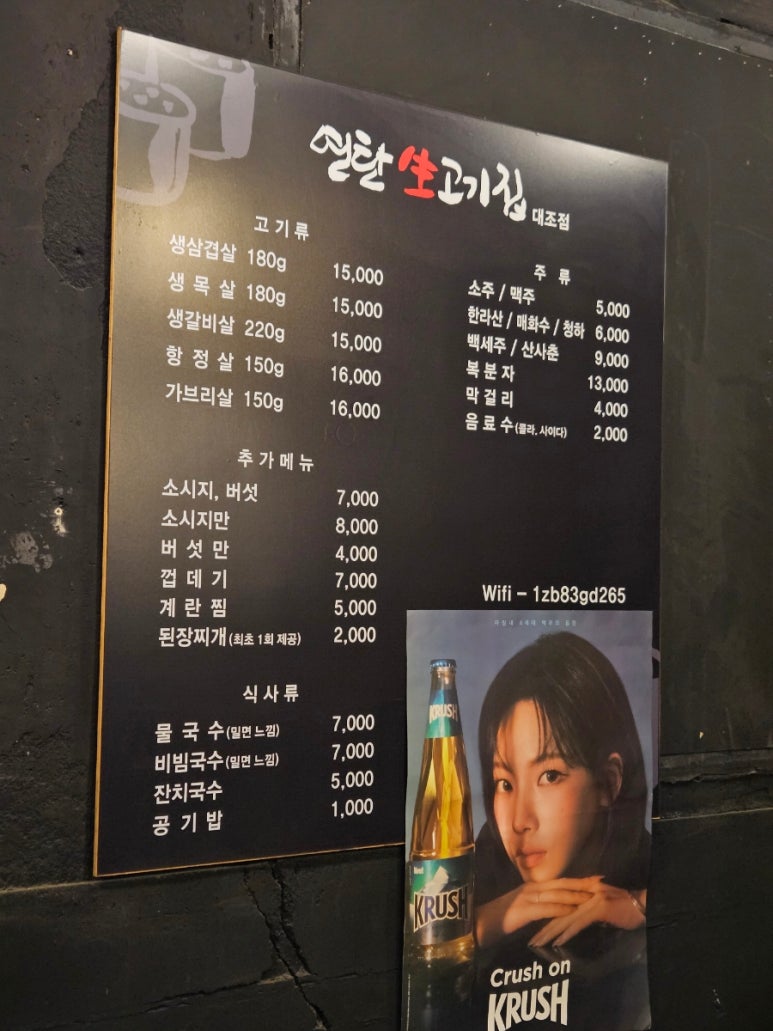 열탄 生고기집 대조점
고기류
생삼겹살 180g 15,000
생목살 180g 15,000
생갈비살 220g 15,000
항정살 150g 16,000
가브리살 150g 16,000
추가메뉴
소시지, 버섯 7,000
소시지만 8,000
버섯만 4,000
껍데기 7,000
계란찜 5,000
된장찌개 (최초 1회 제공) 2,000
식사류
물국수 (밀면 느낌) 7,000
비빔국수 (밀면 느낌) 7,000
잔치국수 5,000
공기밥 1,000
주류
소주 / 맥주 5,000
한라산 / 매화수 / 청하 6,000
백세주 / 산사춘 9,000
복분자 13,000
막걸리 4,000
음료수 (콜라, 사이다) 2,000
Wifi - 1zb83gd265
KRUSH
KRUSH
Crush on
KRUSH